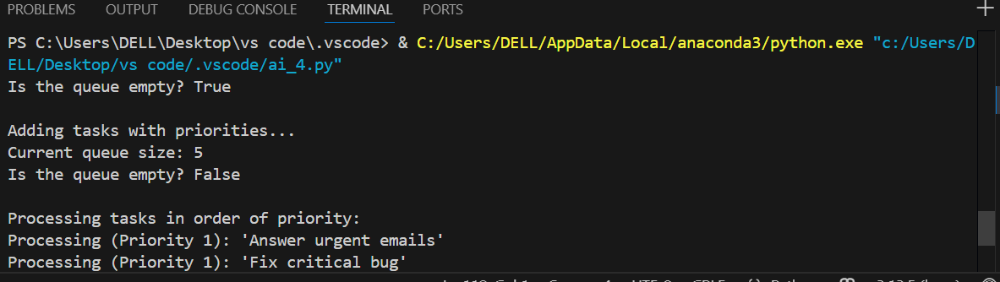 PROBLEMS OUTPUT DEBUG CONSOLE TERMINAL PORTS
PS C:\Users\DELL\Desktop\vs code\.vscode> & C:/Users/DELL/AppData/Local/anaconda3/python.exe "c:/Users/D
ELL/Desktop/vs code/.vscode/ai_4.py"
Is the queue empty? True
Adding tasks with priorities...
Current queue size: 5
Is the queue empty? False
Processing tasks in order of priority:
Processing (Priority 1): 'Answer urgent emails'
Processing (Priority 1): 'Fix critical bug'